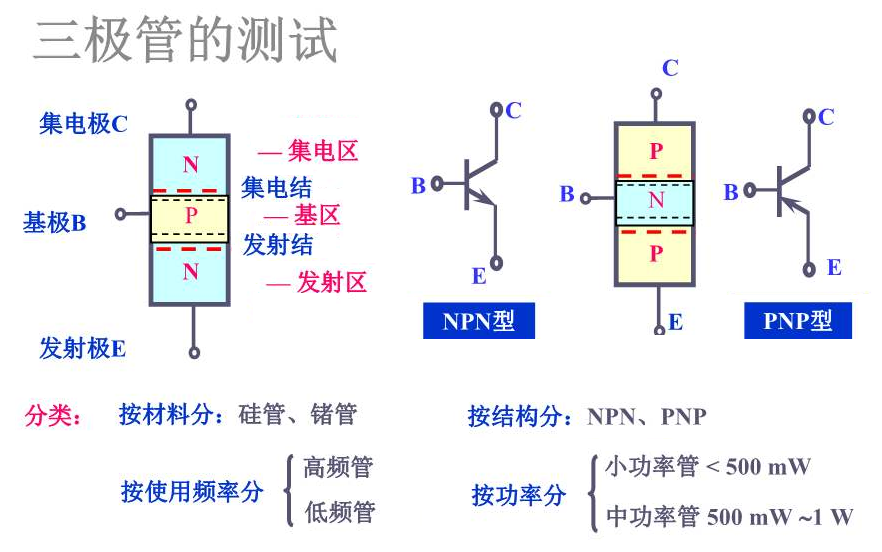 三极管的测试
集电极C
N
— 集电区
集电结
基极B
P
— 基区
发射结
N
— 发射区
发射极E
C
B
E
NPN型
C
P
B
N
P
E
C
B
E
PNP型
分类：
按材料分：硅管、锗管
按结构分：NPN、PNP
按使用频率分
高频管
低频管
按功率分
小功率管 < 500 mW
中功率管 500 mW ~1 W